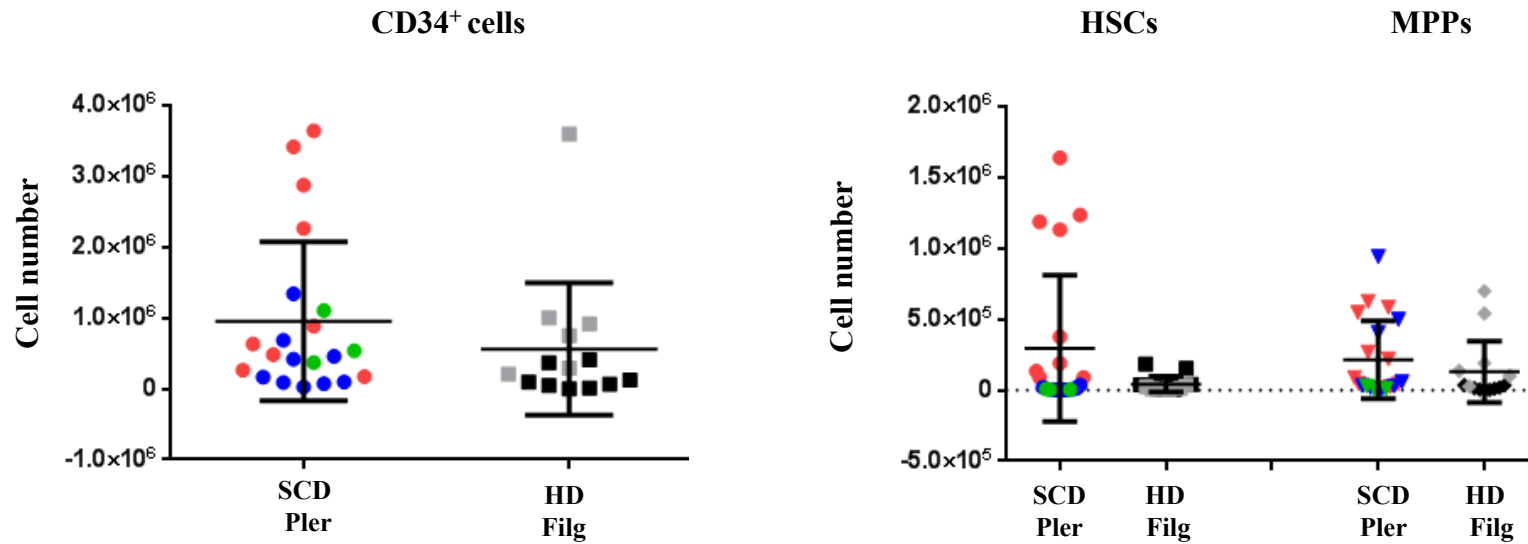 CD34⁺ cells
Cell number
4.0×10⁶
3.0×10⁶
2.0×10⁶
1.0×10⁶
0
-1.0×10⁶
SCD
Pler
HD
Filg
HSCs
MPPs
Cell number
2.0×10⁶
1.5×10⁶
1.0×10⁶
5.0×10⁵
0
-5.0×10⁵
SCD
Pler
HD
Filg
SCD
Pler
HD
Filg